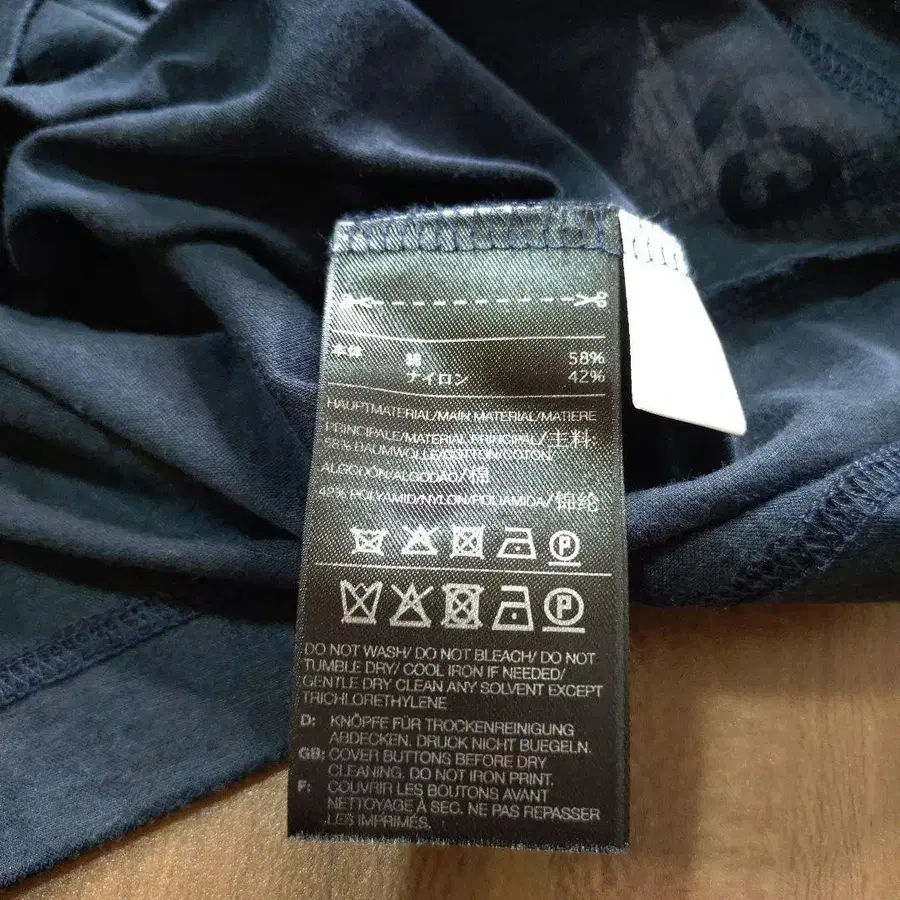 本体 綿 58%
ナイロン 42%
HAUPTMATERIAL/MAIN MATERIAL/MATIERE
PRINCIPALE/MATERIAL PRINCIPAL/主料:
58% BAUMWOLLE/COTTON/COTON/
ALGODÓN/ALGODAO/棉
42% POLYAMID/NYLON/POLIAMIDA/锦纶
P
P
DO NOT WASH/ DO NOT BLEACH/ DO NOT
TUMBLE DRY/ COOL IRON IF NEEDED/
GENTLE DRY CLEAN ANY SOLVENT EXCEPT
TRICHLORETHYLENE
D: KNÖPFE FÜR TROCKENREINIGUNG
ABDECKEN. DRUCK NICHT BUEGELN.
GB: COVER BUTTONS BEFORE DRY
CLEANING. DO NOT IRON PRINT.
F: COUVRIR LES BOUTONS AVANT
NETTOYAGE À SEC. NE PAS REPASSER
LES IMPRIMÉS.